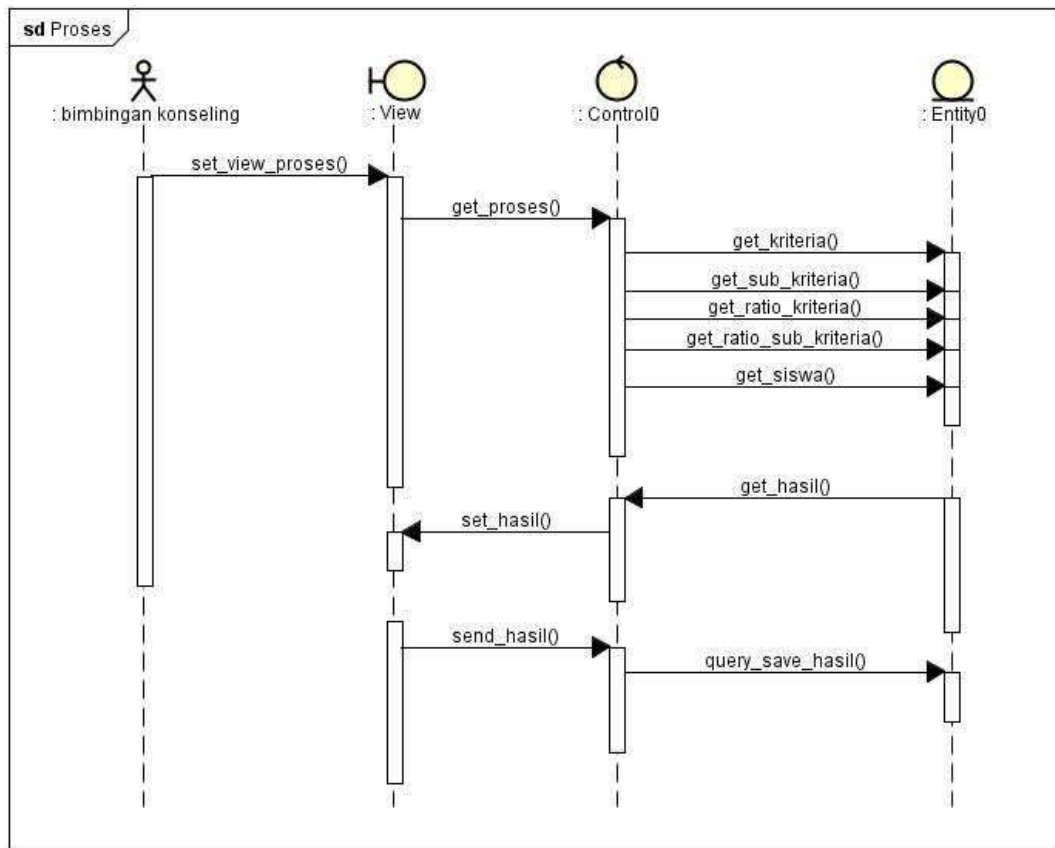 sd Proses
: bimbingan konseling
: View
: Control0
: Entity0
set_view_proses()
get_proses()
get_kriteria()
get_sub_kriteria()
get_ratio_kriteria()
get_ratio_sub_kriteria()
get_siswa()
get_hasil()
set_hasil()
send_hasil()
query_save_hasil()